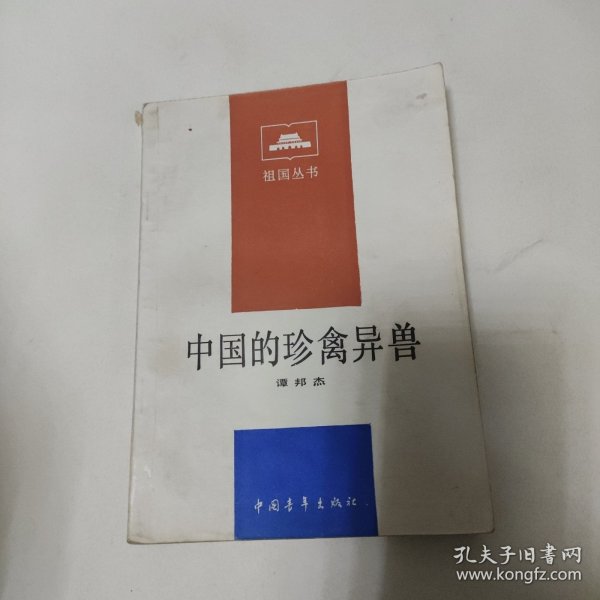 祖国丛书
中国的珍禽异兽
谭邦杰
中国青年出版社
孔夫子旧书网
www.kongfz.com